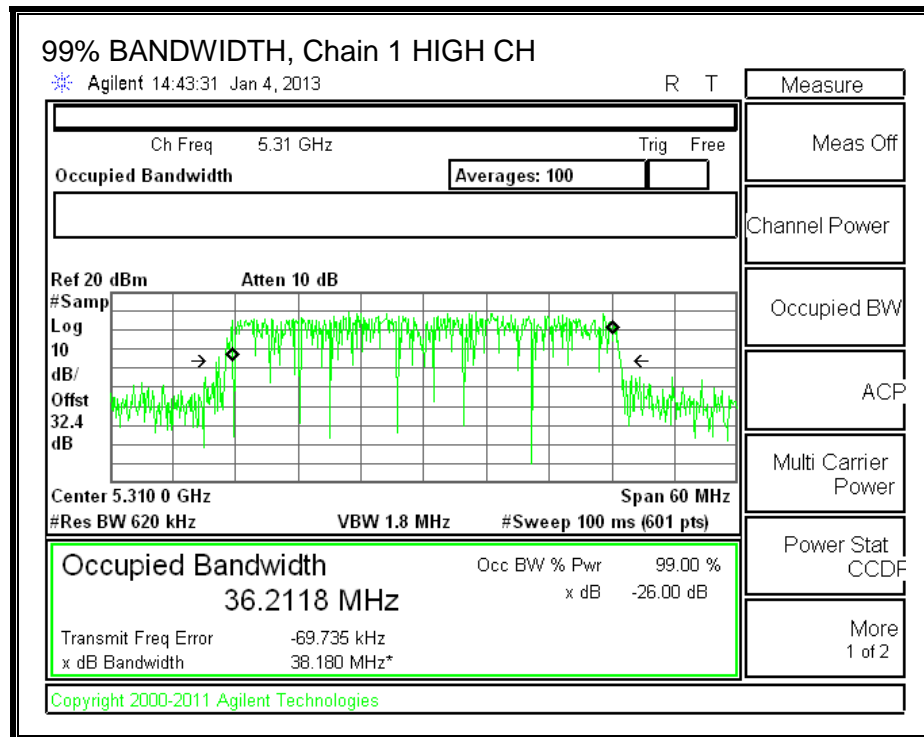 99% BANDWIDTH, Chain 1 HIGH CH
Agilent 14:43:31 Jan 4, 2013 R T
Measure
Ch Freq 5.31 GHz Trig Free
Meas Off
Occupied Bandwidth Averages: 100
Channel Power
Ref 20 dBm Atten 10 dB
#Samp
Log
10
dB/
Offst
32.4
dB
Occupied BW
ACP
Multi Carrier
Power
Center 5.310 0 GHz Span 60 MHz
#Res BW 620 kHz VBW 1.8 MHz #Sweep 100 ms (601 pts)
Power Stat
CCDF
Occupied Bandwidth Occ BW % Pwr 99.00 %
36.2118 MHz x dB -26.00 dB
Transmit Freq Error -69.735 kHz
x dB Bandwidth 38.180 MHz*
More
1 of 2
Copyright 2000-2011 Agilent Technologies